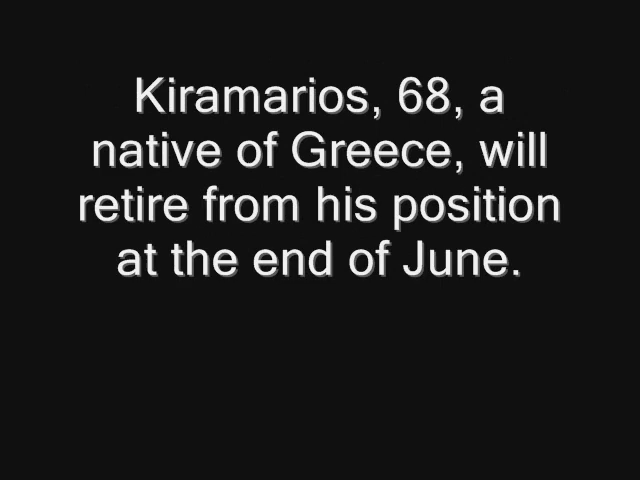 Kiramarios, 68, a
native of Greece, will
retire from his position
at the end of June.